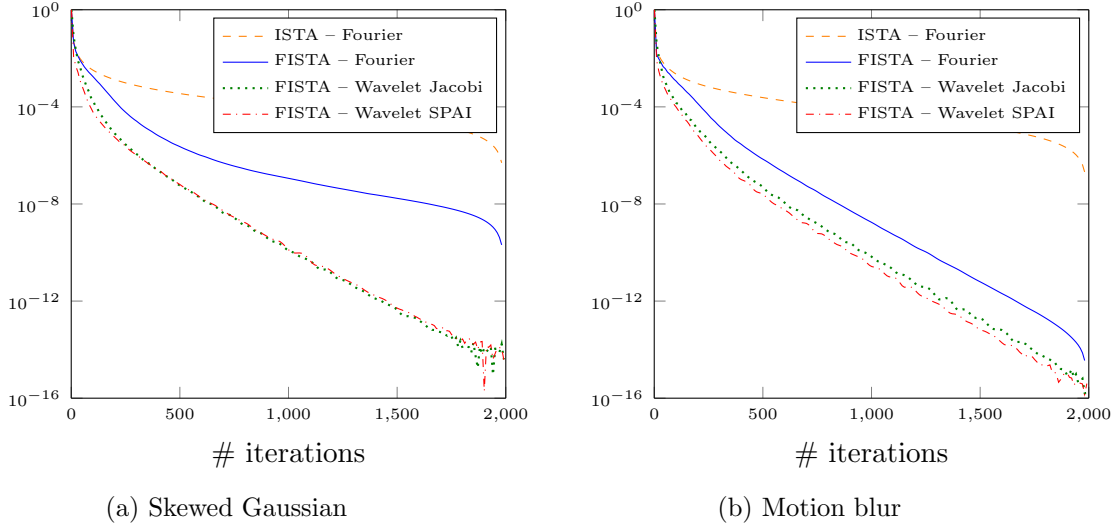 10^0
10^−4
10^−8
10^−12
10^−16
0
500
1,000
1,500
2,000
ISTA – Fourier
FISTA – Fourier
FISTA – Wavelet Jacobi
FISTA – Wavelet SPAI
# iterations
(a) Skewed Gaussian
10^0
10^−4
10^−8
10^−12
10^−16
0
500
1,000
1,500
2,000
ISTA – Fourier
FISTA – Fourier
FISTA – Wavelet Jacobi
FISTA – Wavelet SPAI
# iterations
(b) Motion blur